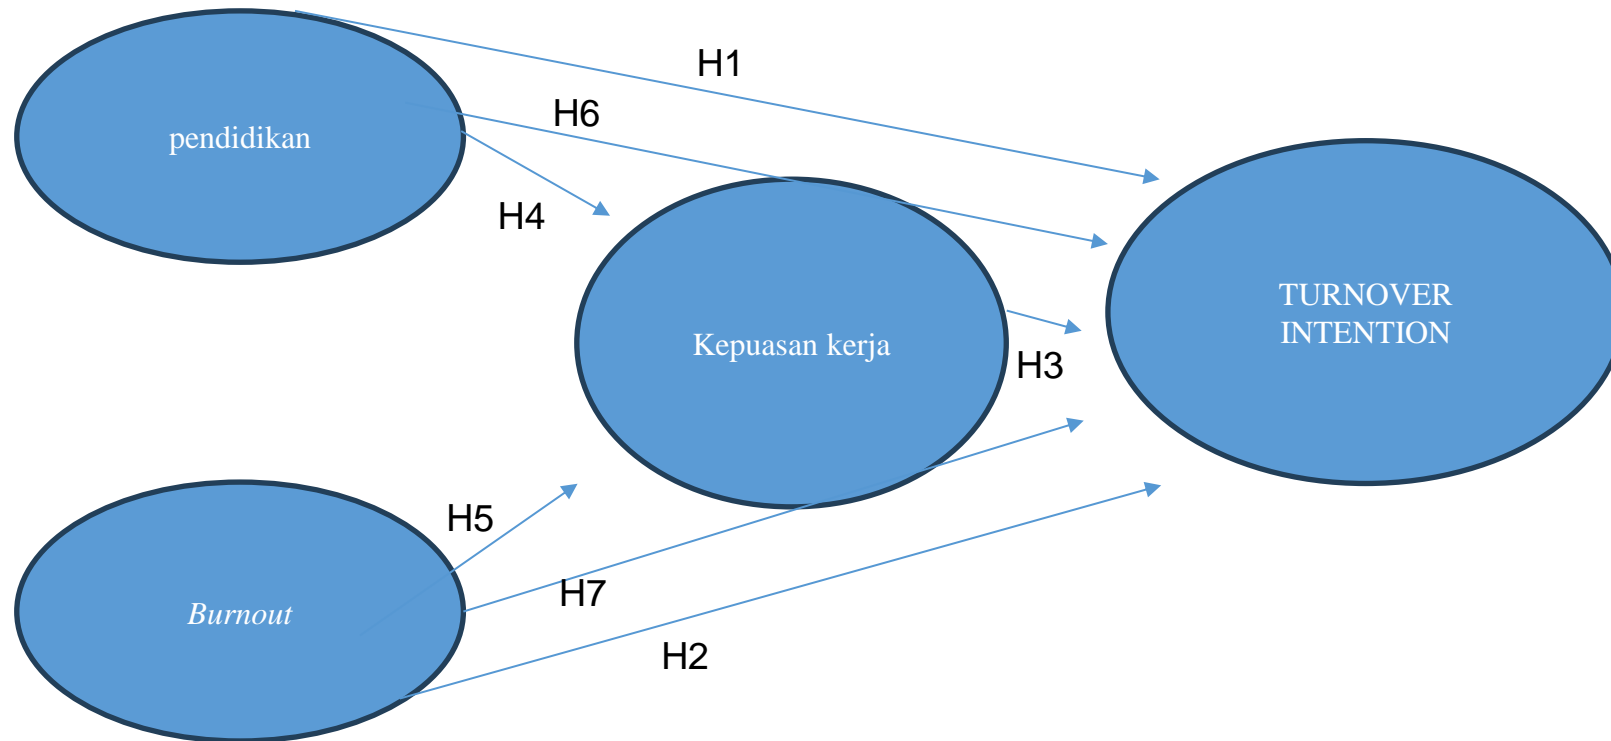 H1
H6
pendidikan
H4
TURNOVER
INTENTION
Kepuasan kerja
H3
H5
H7
Burnout
H2